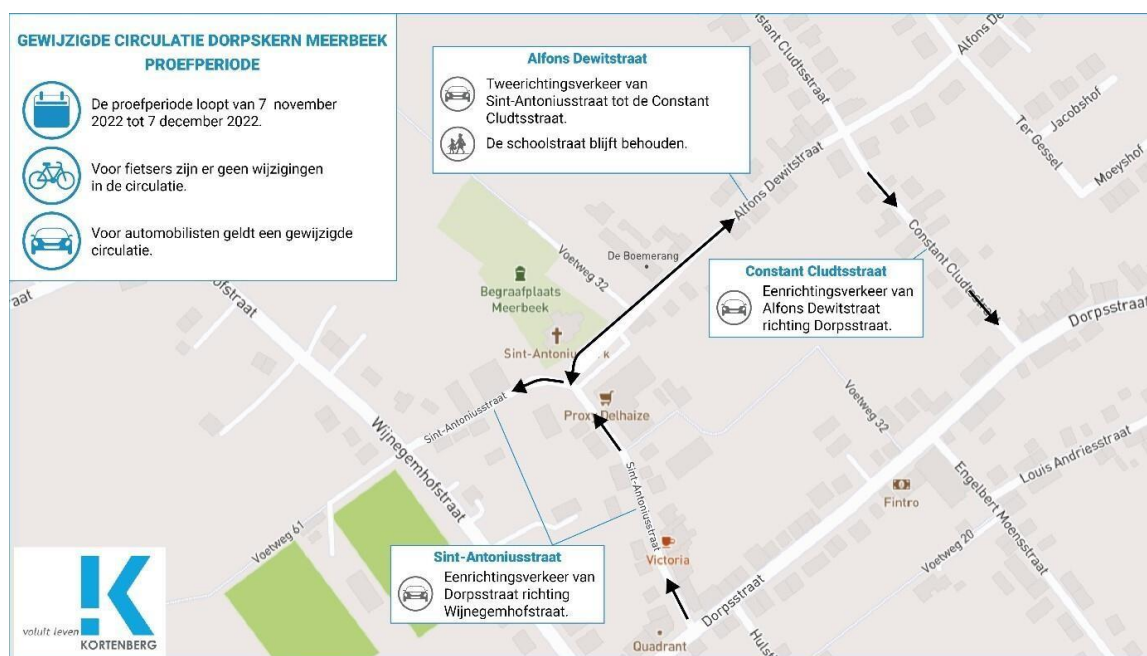 GEWIJZIGDE CIRCULATIE DORPSKERN MEERBEEK
PROEFPERIODE
De proefperiode loopt van 7 november
2022 tot 7 december 2022.
Voor fietsers zijn er geen wijzigingen
in de circulatie.
Voor automobilisten geldt een gewijzigde
circulatie.
Alfons Dewitstraat
Tweerichtingsverkeer van
Sint-Antoniusstraat tot de Constant
Cludtsstraat.
De schoolstraat blijft behouden.
Constant Cludtsstraat
Eenrichtingsverkeer van
Alfons Dewitstraat
richting Dorpsstraat.
Sint-Antoniusstraat
Eenrichtingsverkeer van
Dorpsstraat richting
Wijnegemhofstraat.
Cludtsstraat
Alfons
Ter Gessel
Jacobshof
Moeyshof
Alfons Dewitstraat
Constant
Voetweg 32
De Boemerang
Begraafplaats
Meerbeek
Dorpsstraat
Proxy Delhaize
Sint-Antoniusstraat
Wijnegemhofstraat
Voetweg 61
Sint-Antoniusstraat
Voetweg 32
Louis Andriesstraat
Engelbert Moensstraat
Fintro
Voetweg 20
Victoria
Dorpsstraat
Quadrant
voluit leven
KORTENBERG